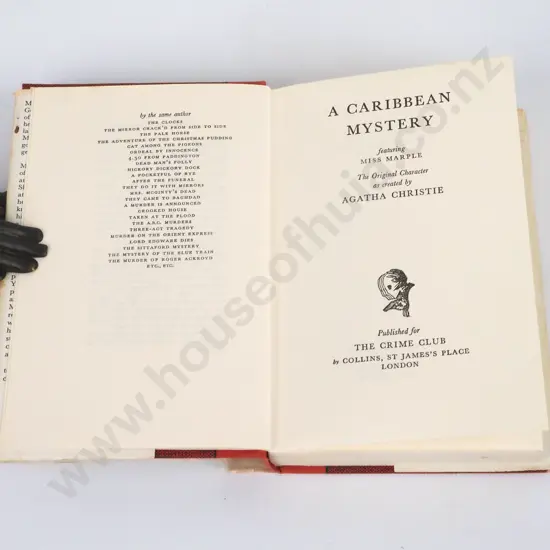 by the same author
THE CLOCKS
THE MIRROR CRACK'D FROM SIDE TO SIDE
THE PALE HORSE
THE ADVENTURE OF THE CHRISTMAS PUDDING
CAT AMONG THE PIGEONS
ORDEAL BY INNOCENCE
4.50 FROM PADDINGTON
DEAD MAN'S FOLLY
HICKORY DICKORY DOCK
A POCKETFUL OF RYE
AFTER THE FUNERAL
THEY DO IT WITH MIRRORS
MRS. MCGINTY'S DEAD
THEY CAME TO BAGHDAD
A MURDER IS ANNOUNCED
CROOKED HOUSE
TAKEN AT THE FLOOD
THE A.B.C. MURDERS
THREE-ACT TRAGEDY
MURDER ON THE ORIENT EXPRESS
LORD EDGWARE DIES
THE SITTAFORD MYSTERY
THE MYSTERY OF THE BLUE TRAIN
THE MURDER OF ROGER ACKROYD
ETC., ETC.
A CARIBBEAN
MYSTERY
featuring
MISS MARPLE
The Original Character
as created by
AGATHA CHRISTIE
Published for
THE CRIME CLUB
by COLLINS, ST JAMES'S PLACE
LONDON
www.houseofhuia.co.nz